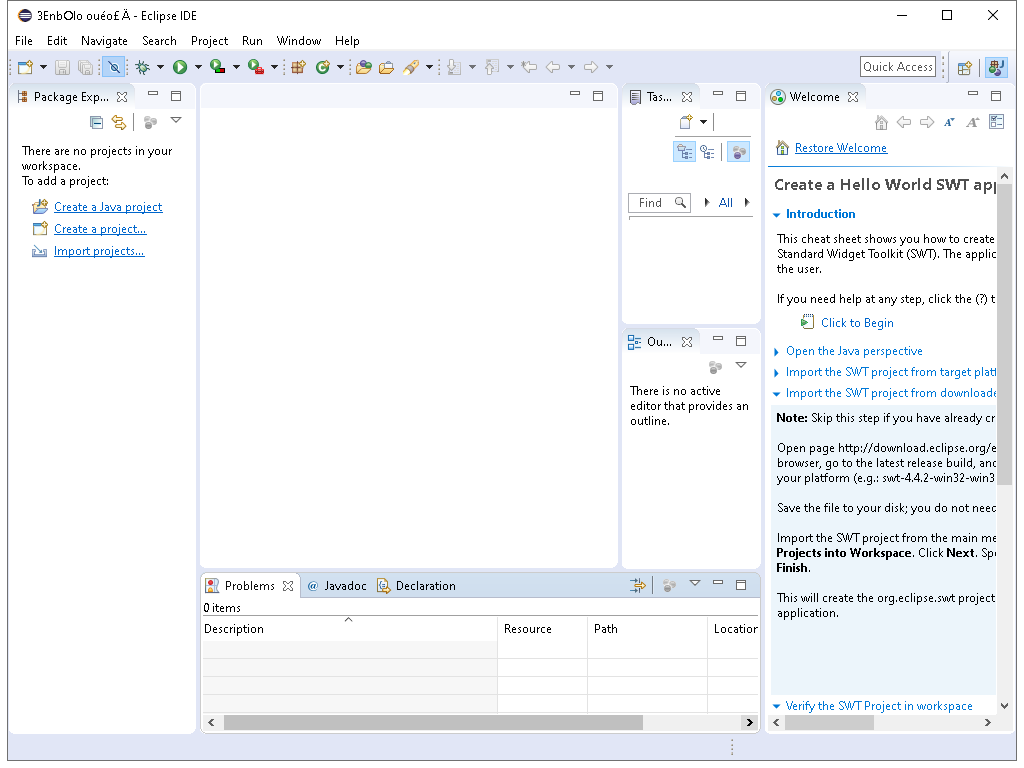 3EnbOlo ouéo£Ä - Eclipse IDE
File Edit Navigate Search Project Run Window Help
Quick Access
Package Exp...
There are no projects in your
workspace.
To add a project:
Create a Java project
Create a project...
Import projects...
Tas...
Find
All
Ou...
There is no active
editor that provides an
outline.
Welcome
Restore Welcome
Create a Hello World SWT app
Introduction
This cheat sheet shows you how to create
Standard Widget Toolkit (SWT). The applic
the user.
If you need help at any step, click the (?) t
Click to Begin
Open the Java perspective
Import the SWT project from target platf
Import the SWT project from downloade
Note: Skip this step if you have already cr
Open page http://download.eclipse.org/e
browser, go to the latest release build, and
your platform (e.g.: swt-4.4.2-win32-win3
Save the file to your disk; you do not need
Import the SWT project from the main me
Projects into Workspace. Click Next. Spe
Finish.
This will create the org.eclipse.swt project
application.
Verify the SWT Project in workspace
Problems @ Javadoc Declaration
0 items
Description Resource Path Location